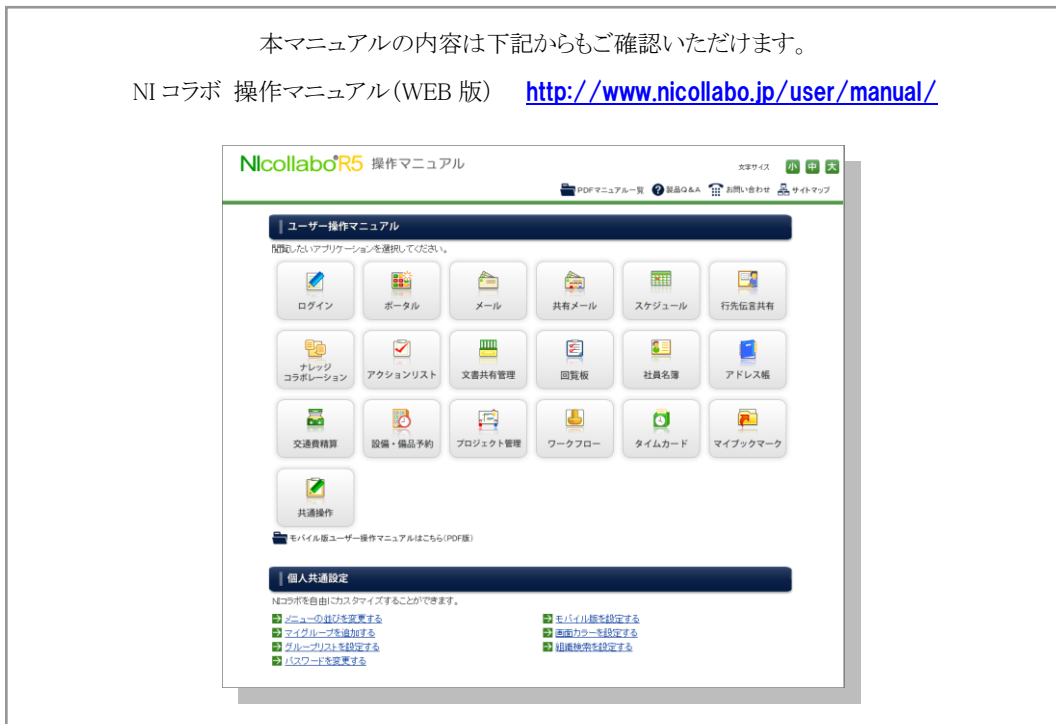 本マニュアルの内容は下記からもご確認いただけます。
NIコラボ 操作マニュアル(WEB版) http://www.nicollabo.jp/user/manual/
NIcollabo R5 操作マニュアル
文字サイズ 小 中 大
PDFマニュアル一覧 製品Q&A お問い合わせ サイトマップ
ユーザー操作マニュアル
閲覧したいアプリケーションを選択してください。
ログイン ポータル メール 共有メール スケジュール 行先伝言共有
ナレッジ
コラボレーション アクションリスト 文書共有管理 回覧板 社員名簿 アドレス帳
交通費精算 設備・備品予約 プロジェクト管理 ワークフロー タイムカード マイブックマーク
共通操作
モバイル版ユーザー操作マニュアルはこちら(PDF版)
個人共通設定
NIコラボを自由にカスタマイズすることができます。
メニューの並びを変更する モバイル版を設定する
マイグループを追加する 画面カラーを設定する
グループリストを設定する 組織検索を設定する
パスワードを変更する